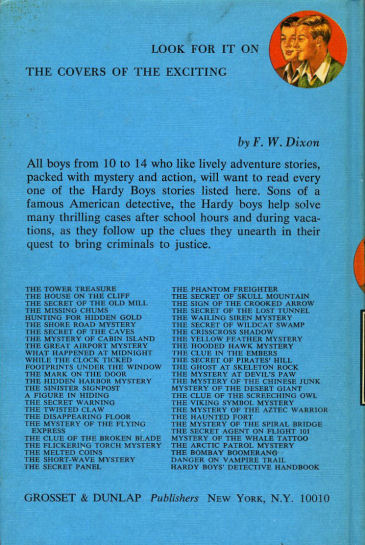 LOOK FOR IT ON
THE COVERS OF THE EXCITING
by F. W. Dixon
All boys from 10 to 14 who like lively adventure stories,
packed with mystery and action, will want to read every
one of the Hardy Boys stories listed here. Sons of a
famous American detective, the Hardy boys help solve
many thrilling cases after school hours and during vaca-
tions, as they follow up the clues they unearth in their
quest to bring criminals to justice.
THE TOWER TREASURE
THE HOUSE ON THE CLIFF
THE SECRET OF THE OLD MILL
THE MISSING CHUMS
HUNTING FOR HIDDEN GOLD
THE SHORE ROAD MYSTERY
THE SECRET OF THE CAVES
THE MYSTERY OF CABIN ISLAND
THE GREAT AIRPORT MYSTERY
WHAT HAPPENED AT MIDNIGHT
WHILE THE CLOCK TICKED
FOOTPRINTS UNDER THE WINDOW
THE MARK ON THE DOOR
THE HIDDEN HARBOR MYSTERY
THE SINISTER SIGNPOST
A FIGURE IN HIDING
THE SECRET WARNING
THE TWISTED CLAW
THE DISAPPEARING FLOOR
THE MYSTERY OF THE FLYING
EXPRESS
THE CLUE OF THE BROKEN BLADE
THE FLICKERING TORCH MYSTERY
THE MELTED COINS
THE SHORT-WAVE MYSTERY
THE SECRET PANEL
THE PHANTOM FREIGHTER
THE SECRET OF SKULL MOUNTAIN
THE SIGN OF THE CROOKED ARROW
THE SECRET OF THE LOST TUNNEL
THE WAILING SIREN MYSTERY
THE SECRET OF WILDCAT SWAMP
THE CRISSCROSS SHADOW
THE YELLOW FEATHER MYSTERY
THE HOODED HAWK MYSTERY
THE CLUE IN THE EMBERS
THE SECRET OF PIRATES' HILL
THE GHOST AT SKELETON ROCK
THE MYSTERY AT DEVIL'S PAW
THE MYSTERY OF THE CHINESE JUNK
MYSTERY OF THE DESERT GIANT
THE CLUE OF THE SCREECHING OWL
THE VIKING SYMBOL MYSTERY
THE MYSTERY OF THE AZTEC WARRIOR
THE HAUNTED FORT
THE MYSTERY OF THE SPIRAL BRIDGE
THE SECRET AGENT ON FLIGHT 101
MYSTERY OF THE WHALE TATTOO
THE ARCTIC PATROL MYSTERY
THE BOMBAY BOOMERANG
DANGER ON VAMPIRE TRAIL
HARDY BOYS' DETECTIVE HANDBOOK
GROSSET & DUNLAP Publishers NEW YORK, N.Y. 10010